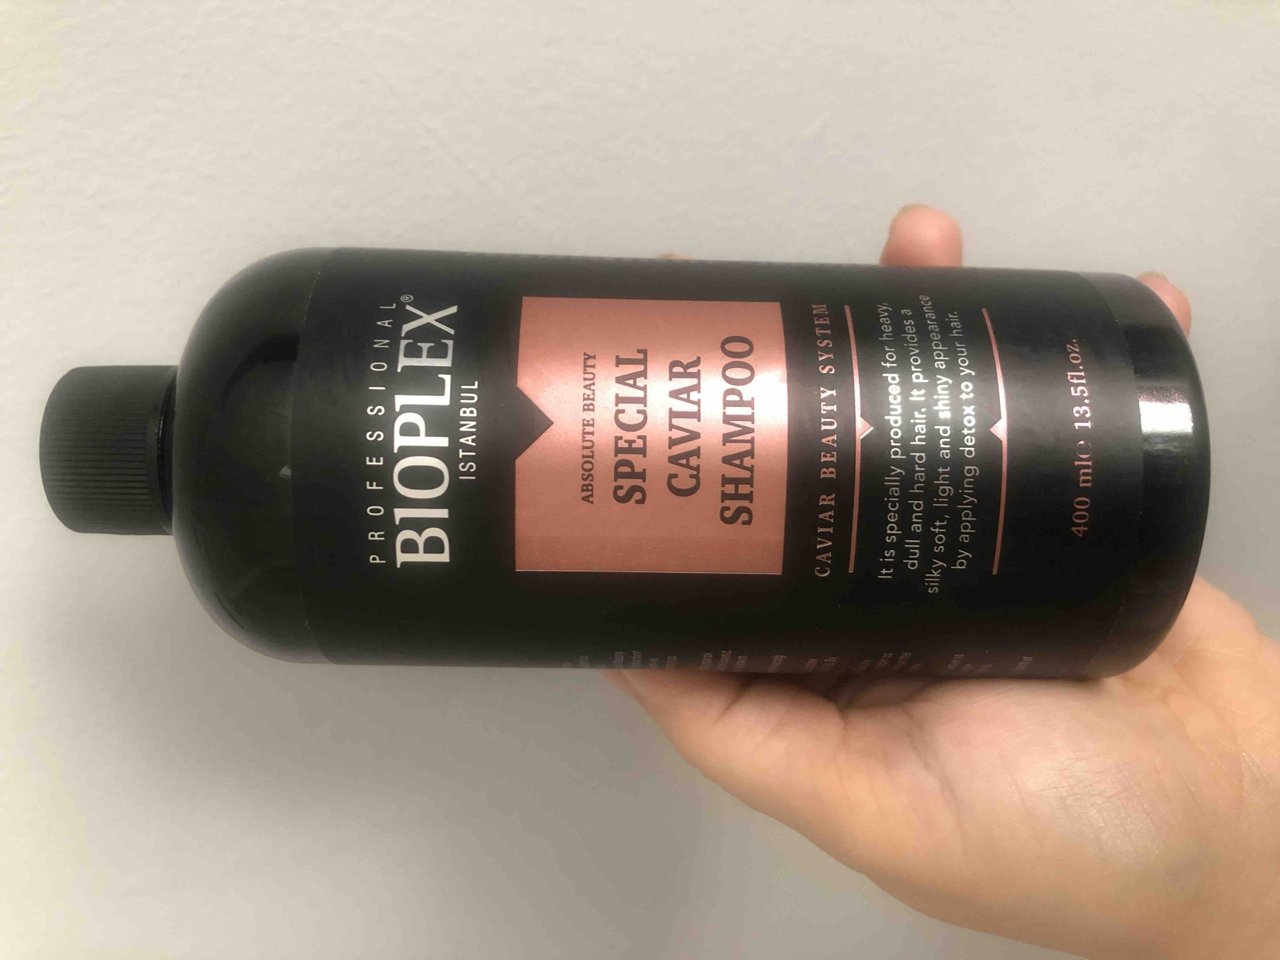 PROFESSIONAL
BIOPLEX®
ISTANBUL
ABSOLUTE BEAUTY
SPECIAL
CAVIAR
SHAMPOO
CAVIAR BEAUTY SYSTEM
It is specially produced for heavy,
dull and hard hair. It provides a
silky soft, light and shiny appearance
by applying detox to your hair.
400 ml℮ 13.5fl.oz.